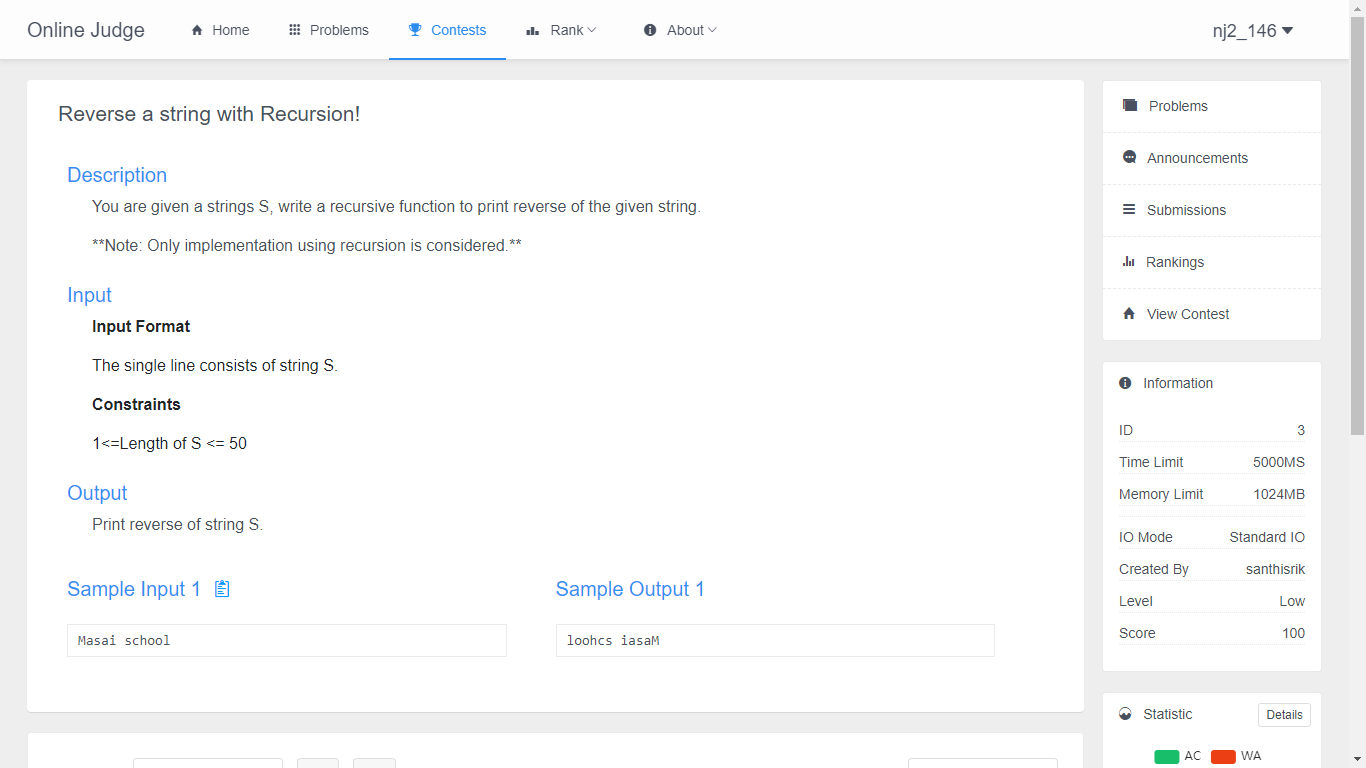 Online Judge Home Problems Contests Rank About nj2_146
Reverse a string with Recursion!
Description
You are given a strings S, write a recursive function to print reverse of the given string.
**Note: Only implementation using recursion is considered.**
Input
Input Format
The single line consists of string S.
Constraints
1<=Length of S <= 50
Output
Print reverse of string S.
Sample Input 1 Sample Output 1
Masai school loohcs iasaM
Problems
Announcements
Submissions
Rankings
View Contest
Information
ID 3
Time Limit 5000MS
Memory Limit 1024MB
IO Mode Standard IO
Created By santhisrik
Level Low
Score 100
Statistic Details
AC WA